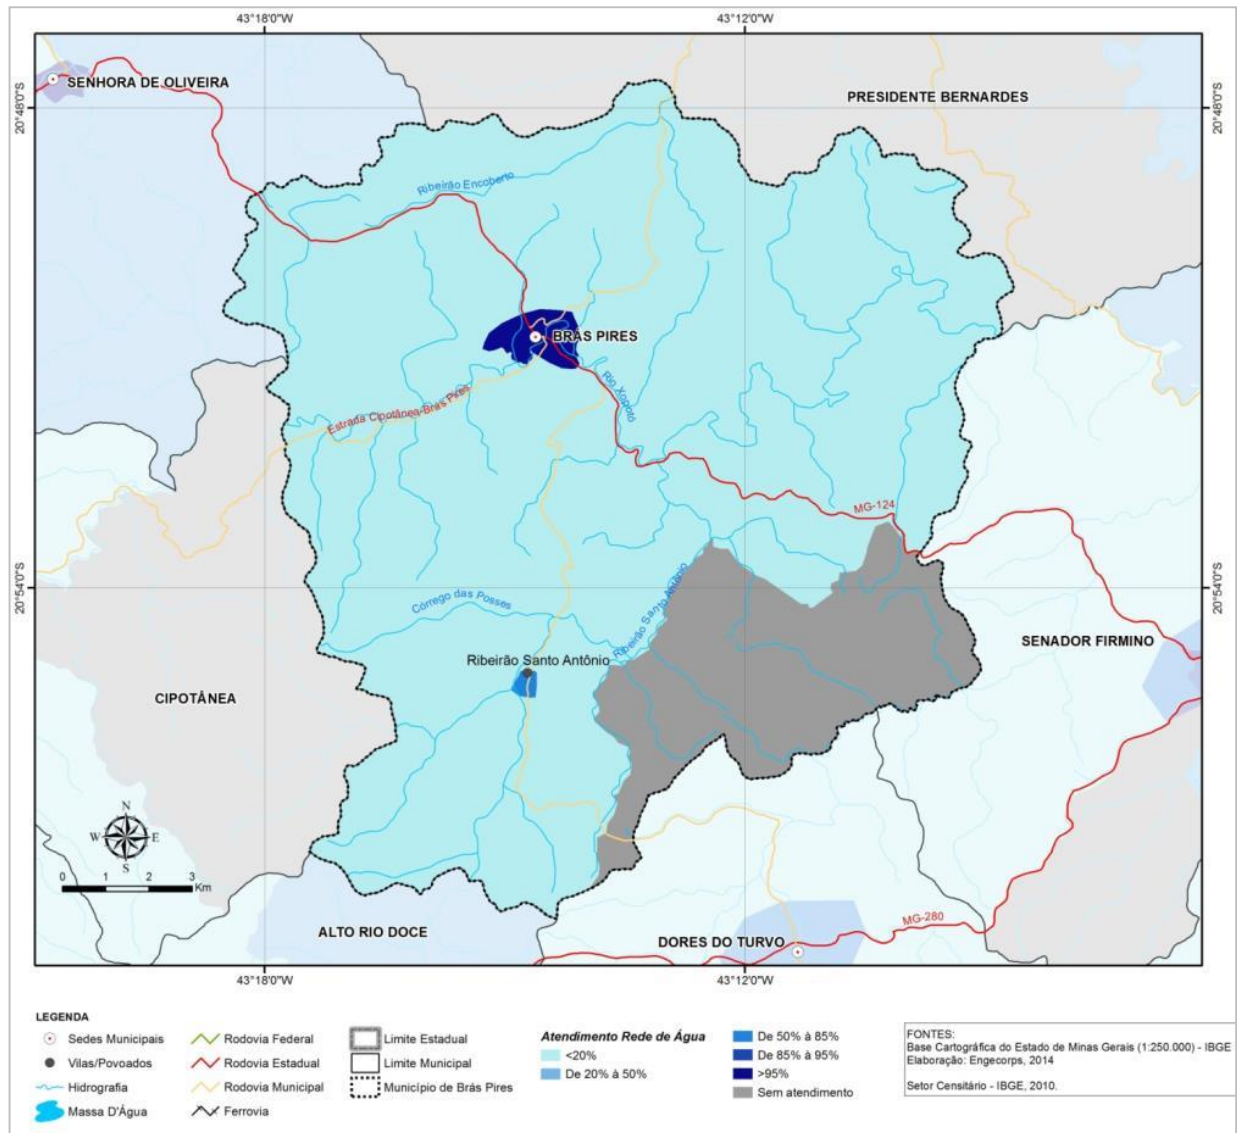 43°18'0"W
43°12'0"W
SENHORA DE OLIVEIRA
PRESIDENTE BERNARDES
20°48'0"S
20°48'0"S
Ribeirão Encoberto
BRÁS PIRES
Rio Xopotó
Estrada Cipotânea-Brás Pires
MG-124
20°54'0"S
20°54'0"S
Córrego das Posses
Ribeirão Santo Antônio
Ribeirão Santo Antônio
SENADOR FIRMINO
CIPOTÂNEA
N
W
E
S
0 1 2 3
Km
ALTO RIO DOCE
MG-280
DORES DO TURVO
43°18'0"W
43°12'0"W
LEGENDA
Sedes Municipais
Vilas/Povoados
Hidrografia
Massa D'Água
Rodovia Federal
Rodovia Estadual
Rodovia Municipal
Ferrovia
Límite Estadual
Limite Municipal
Município de Brás Pires
Atendimento Rede de Água
<20%
De 20% à 50%
De 50% à 85%
De 85% à 95%
>95%
Sem atendimento
FONTES:
Base Cartográfica do Estado de Minas Gerais (1:250.000) - IBGE
Elaboração: Engecorps, 2014
Setor Censitário - IBGE, 2010.